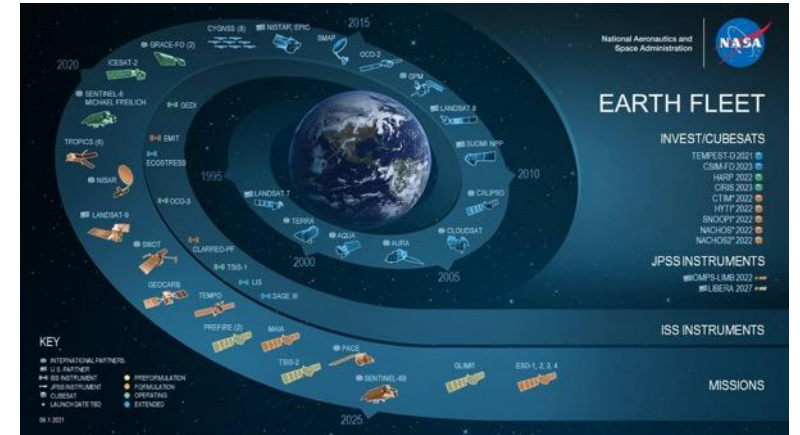 National Aeronautics and
Space Administration
NASA
EARTH FLEET
INVEST/CUBESATS
TEMPEST-D 2021
CSIM-FD 2023
HARP 2022
CIRIS 2023
CTIM* 2022
HYTI* 2022
SNOOPI* 2022
NACHOS* 2022
NACHOS2* 2022
JPSS INSTRUMENTS
OMPS-LIMB 2022
LIBERA 2027
ISS INSTRUMENTS
MISSIONS
2015
CYGNSS (8)
NISTAR, EPIC
SMAP
OCO-2
GRACE-FO (2)
ICESAT-2
GPM
2020
SENTINEL-6
MICHAEL FREILICH
GEDI
LANDSAT 8
TROPICS (6)
EMIT
ECOSTRESS
SUOMI NPP
NISAR
1995
2010
OCO-3
LANDSAT 7
CALIPSO
LANDSAT-9
TERRA
AQUA
AURA
CLOUDSAT
SWOT
CLARREO-PF
2000
2005
TSIS-1
GEOCARB
LIS
TEMPO
SAGE III
PREFIRE (2)
MAIA
TSIS-2
PACE
SENTINEL-6B
GLIMR
ESO-1, 2, 3, 4
2025
KEY
INTERNATIONAL PARTNERS
U.S. PARTNER
ISS INSTRUMENT
JPSS INSTRUMENT
CUBESAT
LAUNCH DATE TBD
PREFORMULATION
FORMULATION
OPERATING
EXTENDED